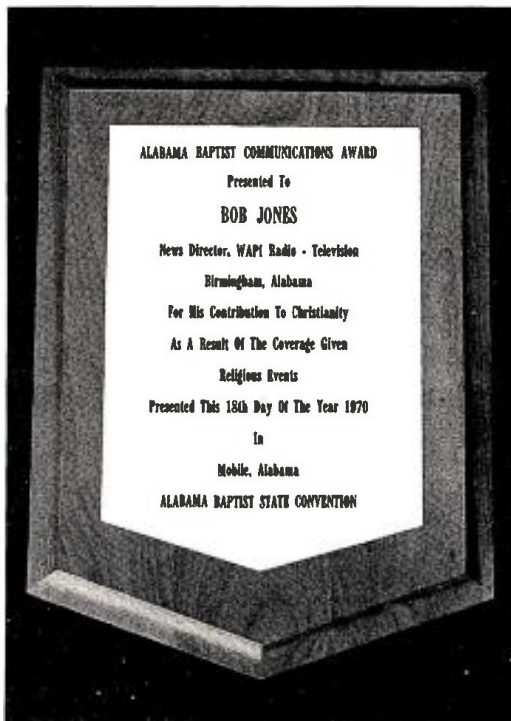 ALABAMA BAPTIST COMMUNICATIONS AWARD
Presented To
BOB JONES
News Director, WAPI Radio - Television
Birmingham, Alabama
For His Contribution To Christianity
As A Result Of The Coverage Given
Religious Events
Presented This 18th Day Of The Year 1970
In
Mobile, Alabama
ALABAMA BAPTIST STATE CONVENTION